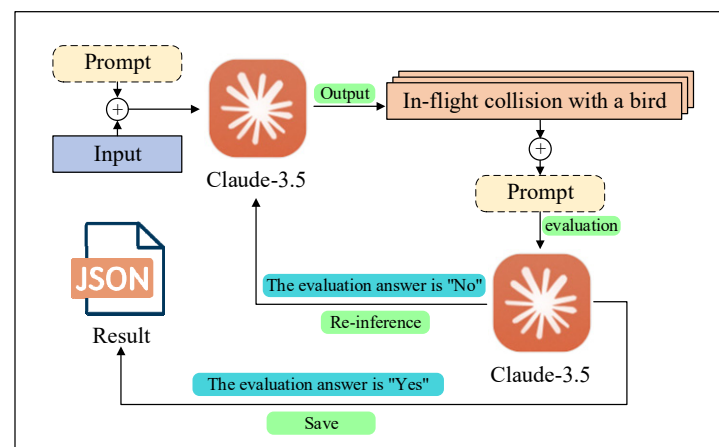 Prompt
+
Input
Claude-3.5
Output
In-flight collision with a bird
+
Prompt
evaluation
Claude-3.5
The evaluation answer is "No"
Re-inference
JSON
Result
The evaluation answer is "Yes"
Save